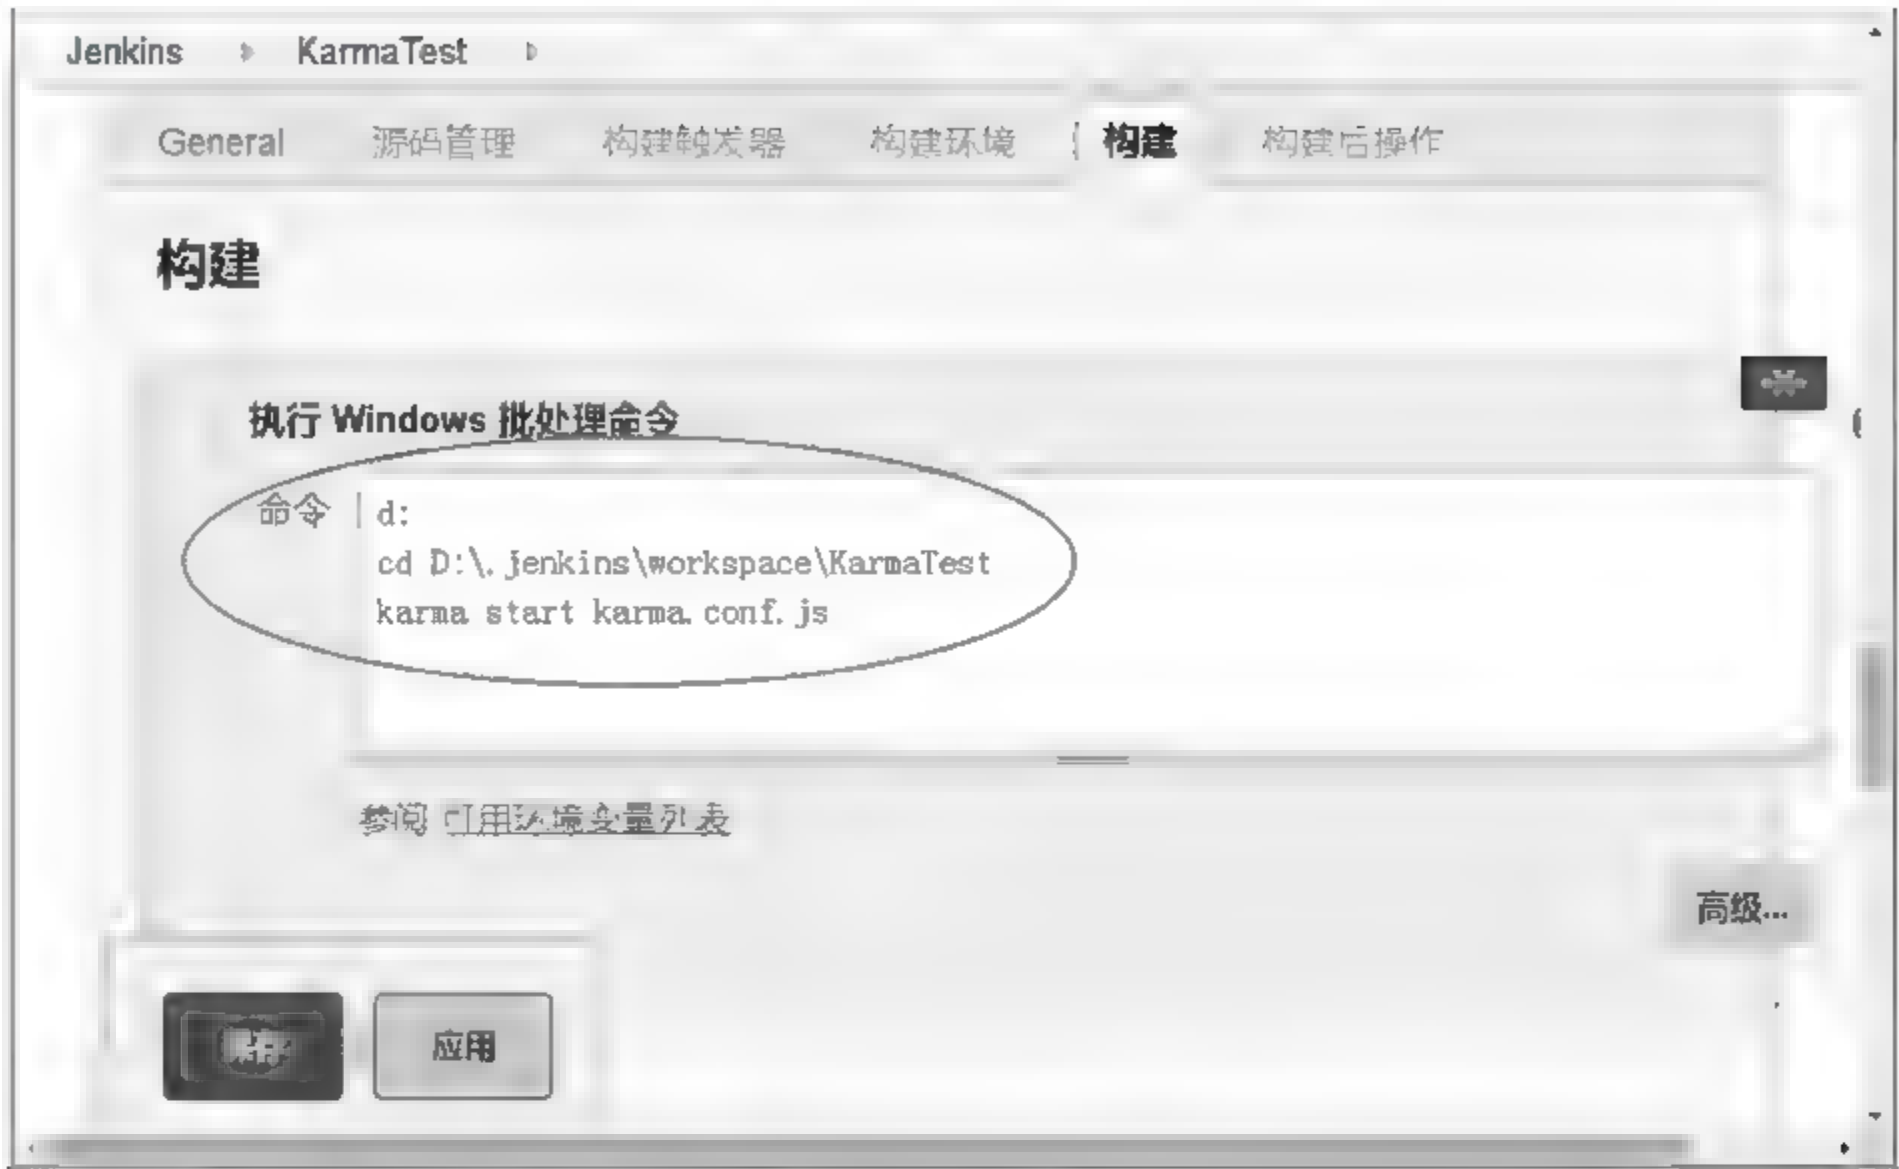 Jenkins KarmaTest
General 源码管理 构建触发器 构建环境 构建 构建后操作
构建
执行 Windows 批处理命令
命令 d:
cd D:\.jenkins\workspace\KarmaTest
karma start karma.conf.js
参阅 可用环境变量列表
高级...
应用